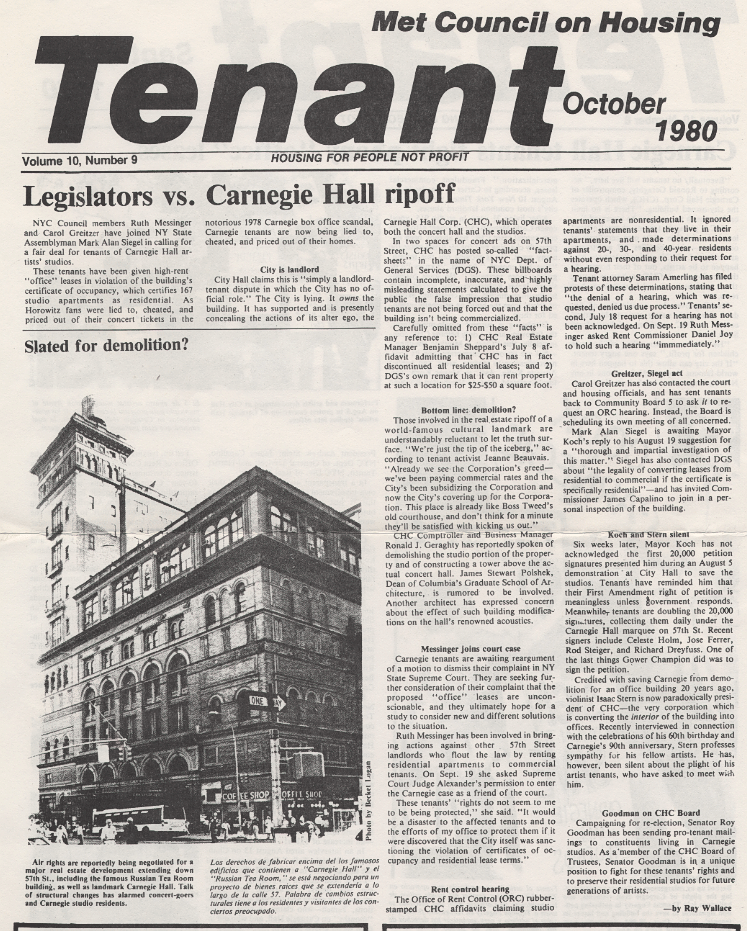 Met Council on Housing
Tenant
October
1980
Volume 10, Number 9
HOUSING FOR PEOPLE NOT PROFIT
Legislators vs. Carnegie Hall ripoff
NYC Council members Ruth Messinger
and Carol Greitzer have joined NY State
Assemblyman Mark Alan Siegel in calling for
a fair deal for tenants of Carnegie Hall ar-
tists' studios.
These tenants have been given high-rent
"office" leases in violation of the building's
certificate of occupancy, which certifies 167
studio apartments as residential. As
Horowitz fans were lied to, cheated, and
priced out of their concert tickets in the
notorious 1978 Carnegie box office scandal,
Carnegie tenants are now being lied to,
cheated, and priced out of their homes.
City is landlord
City Hall claims this is "simply a landlord-
tenant dispute in which the City has no of-
ficial role." The City is lying. It owns the
building. It has supported and is presently
concealing the actions of its alter ego, the
Carnegie Hall Corp. (CHC), which operates
both the concert hall and the studios.
In two spaces for concert ads on 57th
Street, CHC has posted so-called "fact-
sheets" in the name of NYC Dept. of
General Services (DGS). These billboards
contain incomplete, inaccurate, and highly
misleading statements calculated to give the
public the false impression that studio
tenants are not being forced out and that the
building isn't being commercialized.
Carefully omitted from these "facts" is
any reference to: 1) CHC Real Estate
Manager Benjamin Sheppard's July 8 af-
fidavit admitting that CHC has in fact
discontinued all residential leases; and 2)
DGS's own remark that it can rent property
at such a location for $25-$50 a square foot.
Bottom line: demolition?
Those involved in the real estate ripoff of a
world-famous cultural landmark are
understandably reluctant to let the truth sur-
face. "We're just the tip of the iceberg," ac-
cording to tenant activist Jeanne Beauvais.
"Already we see the Corporation's greed—
we've been paying commercial rates and the
City's been subsidizing the Corporation and
now the City's covering up for the Corpora-
tion. This place is already like Boss Tweed's
old courthouse, and don't think for a minute
they'll be satisfied with kicking us out."
CHC Comptroller and Business Manager
Ronald J. Geraghty has reportedly spoken of
demolishing the studio portion of the proper-
ty and of constructing a tower above the ac-
tual concert hall. James Stewart Polshek,
Dean of Columbia's Graduate School of Ar-
chitecture, is rumored to be involved.
Another architect has expressed concern
about the effect of such building modifica-
tions on the hall's renowned acoustics.
Messinger joins court case
Carnegie tenants are awaiting reargument
of a motion to dismiss their complaint in NY
State Supreme Court. They are seeking fur-
ther consideration of their complaint that the
proposed "office" leases are uncon-
scionable, and they ultimately hope for a
study to consider new and different solutions
to the situation.
Ruth Messinger has been involved in bring-
ing actions against other 57th Street
landlords who flout the law by renting
residential apartments to commercial
tenants. On Sept. 19 she asked Supreme
Court Judge Alexander's permission to enter
the Carnegie case as a friend of the court.
These tenants' "rights do not seem to me
to be being protected," she said. "It would
be a disaster to the affected tenants and to
the efforts of my office to protect them if it
were discovered that the City itself was sanc-
tioning the violation of certificates of oc-
cupancy and residential lease terms."
Rent control hearing
The Office of Rent Control (ORC) rubber-
stamped CHC affidavits claiming studio
apartments are nonresidential. It ignored
tenants' statements that they live in their
apartments, and made determinations
against 20-, 30-, and 40-year residents
without even responding to their request for
a hearing.
Tenant attorney Saram Amerling has filed
protests of these determinations, stating that
"the denial of a hearing, which was re-
quested, denied us due process." Tenants' se-
cond, July 18 request for a hearing has not
been acknowledged. On Sept. 19 Ruth Mess-
inger asked Rent Commissioner Daniel Joy
to hold such a hearing "immmediately."
Greitzer, Siegel act
Carol Greitzer has also contacted the court
and housing officials, and has sent tenants
back to Community Board 5 to ask it to re-
quest an ORC hearing. Instead, the Board is
scheduling its own meeting of all concerned.
Mark Alan Siegel is awaiting Mayor
Koch's reply to his August 19 suggestion for
a "thorough and impartial investigation of
this matter." Siegel has also contacted DGS
about "the legality of converting leases from
residential to commercial if the certificate is
specifically residential"—and has invited Com-
missioner James Capalino to join in a per-
sonal inspection of the building.
Koch and Stern silent
Six weeks later, Mayor Koch has not
acknowledged the first 20,000 petition
signatures presented him during an August 5
demonstration at City Hall to save the
studios. Tenants have reminded him that
their First Amendment right of petition is
meaningless unless government responds.
Meanwhile, tenants are doubling the 20,000
signatures, collecting them daily under the
Carnegie Hall marquee on 57th St. Recent
signers include Celeste Holm, Jose Ferrer,
Rod Steiger, and Richard Dreyfuss. One of
the last things Gower Champion did was to
sign the petition.
Credited with saving Carnegie from demo-
lition for an office building 20 years ago,
violinist Isaac Stern is now paradoxically presi-
dent of CHC—the very corporation which
is converting the interior of the building into
offices. Recently interviewed in connection
with the celebrations of his 60th birthday and
Carnegie's 90th anniversary, Stern professes
sympathy for his fellow artists. He has,
however, been silent about the plight of his
artist tenants, who have asked to meet with
him.
Goodman on CHC Board
Campaigning for re-election, Senator Roy
Goodman has been sending pro-tenant mail-
ings to constituents living in Carnegie
studios. As a member of the CHC Board of
Trustees, Senator Goodman is in a unique
position to fight for these tenants' rights and
to preserve their residential studios for future
generations of artists.
—by Ray Wallace
Slated for demolition?
ONE
COFFEE SHOP
COFFEE SHOP
Photo by Becket Logan
Air rights are reportedly being negotiated for a
major real estate development extending down
57th St., including the famous Russian Tea Room
building, as well as landmark Carnegie Hall. Talk
of structural changes has alarmed concert-goers
and Carnegie studio residents.
Los derechos de fabricar encima del los famosos
edificios que contienen a "Carnegie Hall" y el
"Russian Tea Room," se está negociando para un
proyecto de bienes raíces que se extendería a lo
largo de la calle 57. Palabra de cambios estruc-
turales tiene a los residentes y visitantes de los con-
ciertos preocupado.